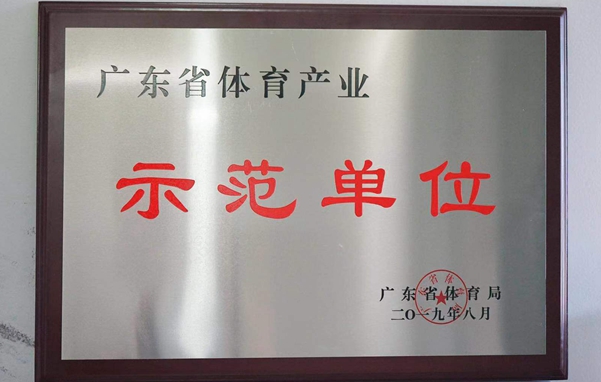 广东省体育产业
示范单位
广东省体育局
二〇一九年八月